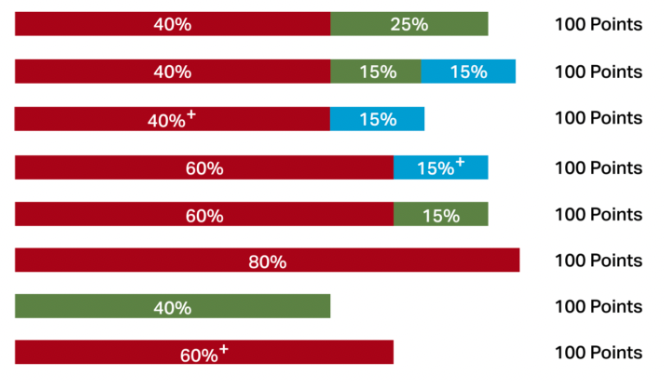 40% 25% 100 Points
40% 15% 15% 100 Points
40%+ 15% 100 Points
60% 15%+ 100 Points
60% 15% 100 Points
80% 100 Points
40% 100 Points
60%+ 100 Points